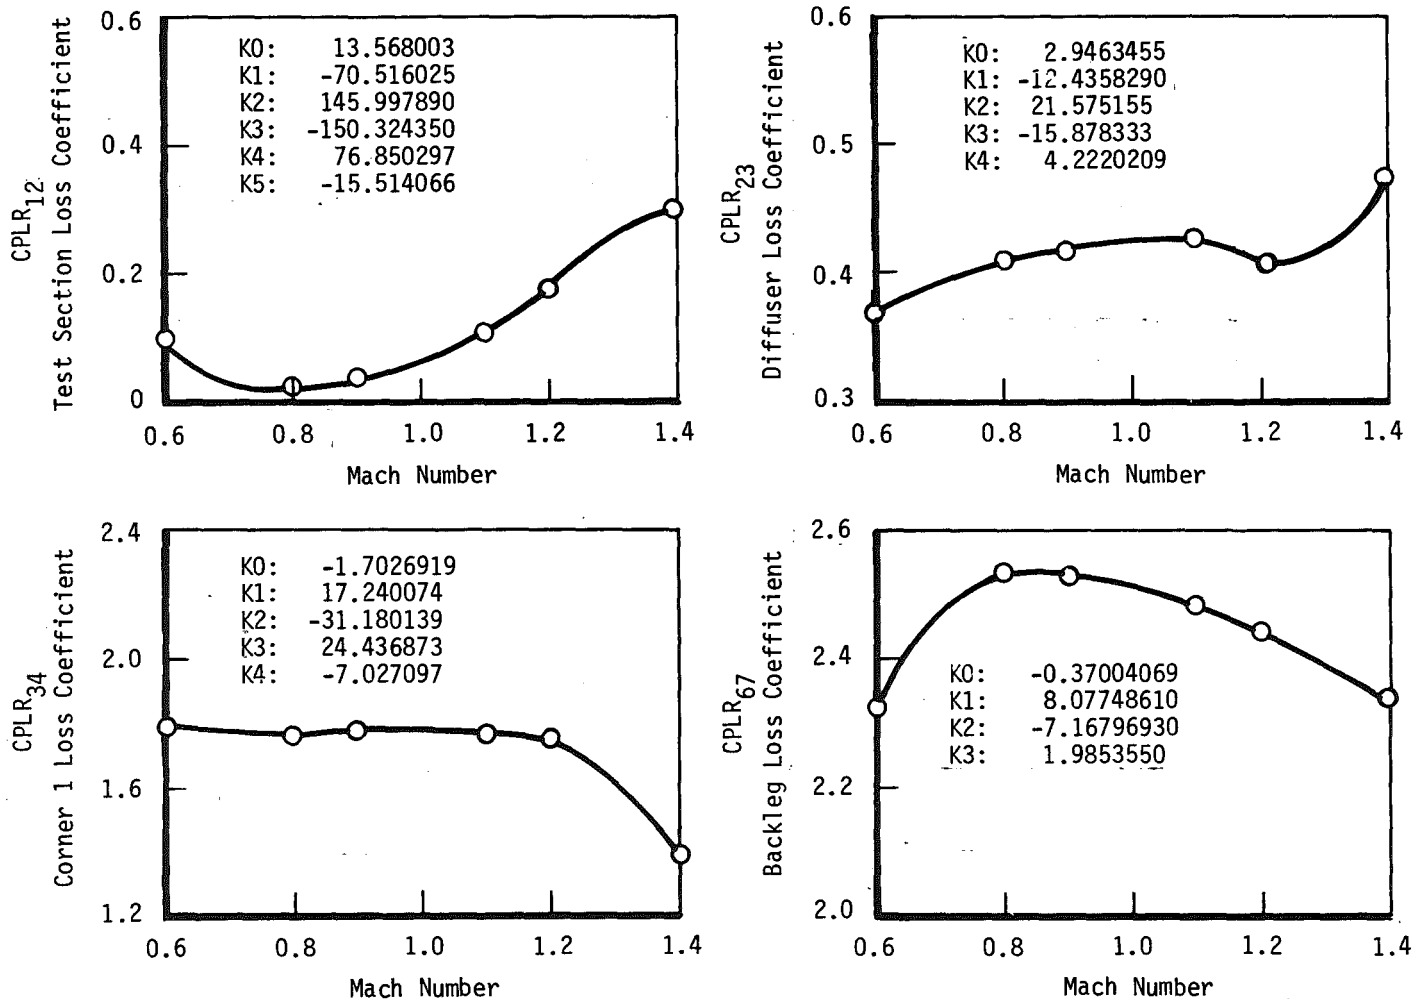 CPLR12
Test Section Loss Coefficient
0.6
0.4
0.2
0
K0: 13.568003
K1: -70.516025
K2: 145.997890
K3: -150.324350
K4: 76.850297
K5: -15.514066
0.6 0.8 1.0 1.2 1.4
Mach Number
CPLR23
Diffuser Loss Coefficient
0.6
0.5
0.4
0.3
K0: 2.9463455
K1: -12.4358290
K2: 21.575155
K3: -15.878333
K4: 4.2220209
0.6 0.8 1.0 1.2 1.4
Mach Number
CPLR34
Corner 1 Loss Coefficient
2.4
2.0
1.6
1.2
K0: -1.7026919
K1: 17.240074
K2: -31.180139
K3: 24.436873
K4: -7.027097
0.6 0.8 1.0 1.2 1.4
Mach Number
CPLR67
Backleg Loss Coefficient
2.6
2.4
2.2
2.0
K0: -0.37004069
K1: 8.07748610
K2: -7.16796930
K3: 1.9853550
0.6 0.8 1.0 1.2 1.4
Mach Number